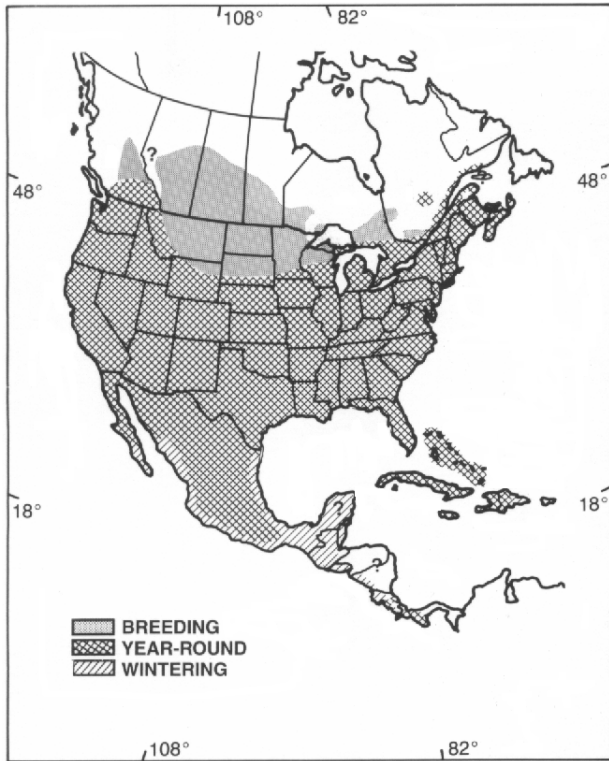 108° 82°
?
48° 48°
18° 18°
?
?
BREEDING
YEAR-ROUND
WINTERING
108° 82°